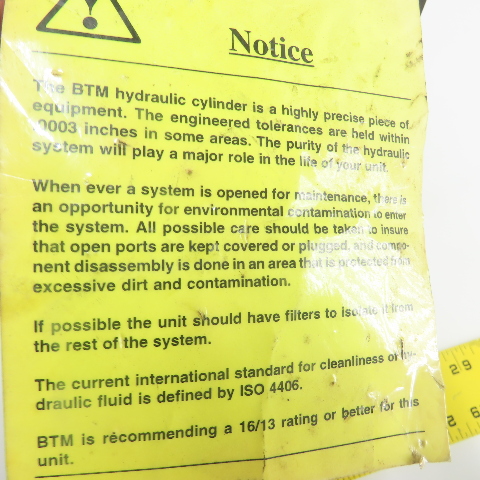 Notice
The BTM hydraulic cylinder is a highly precise piece of
equipment. The engineered tolerances are held within
.0003 inches in some areas. The purity of the hydraulic
system will play a major role in the life of your unit.
When ever a system is opened for maintenance, there is
an opportunity for environmental contamination to enter
the system. All possible care should be taken to insure
that open ports are kept covered or plugged, and compo-
nent disassembly is done in an area that is protected from
excessive dirt and contamination.
If possible the unit should have filters to isolate it from
the rest of the system.
The current international standard for cleanliness of hy-
draulic fluid is defined by ISO 4406.
BTM is recommending a 16/13 rating or better for this
unit.
29
2 6